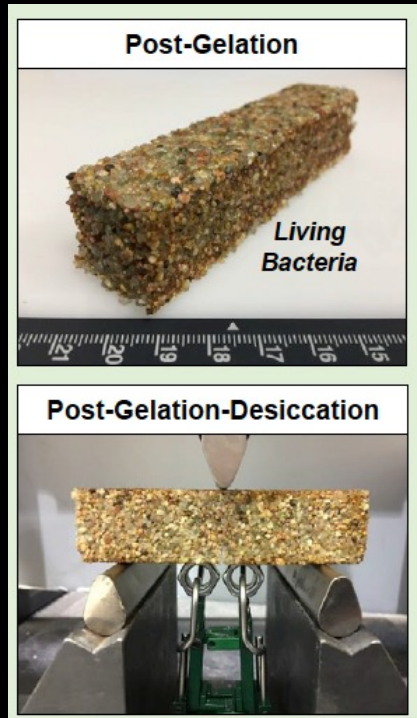 Post-Gelation
Living
Bacteria
21 20 19 18 17 16 15
Post-Gelation-Desiccation